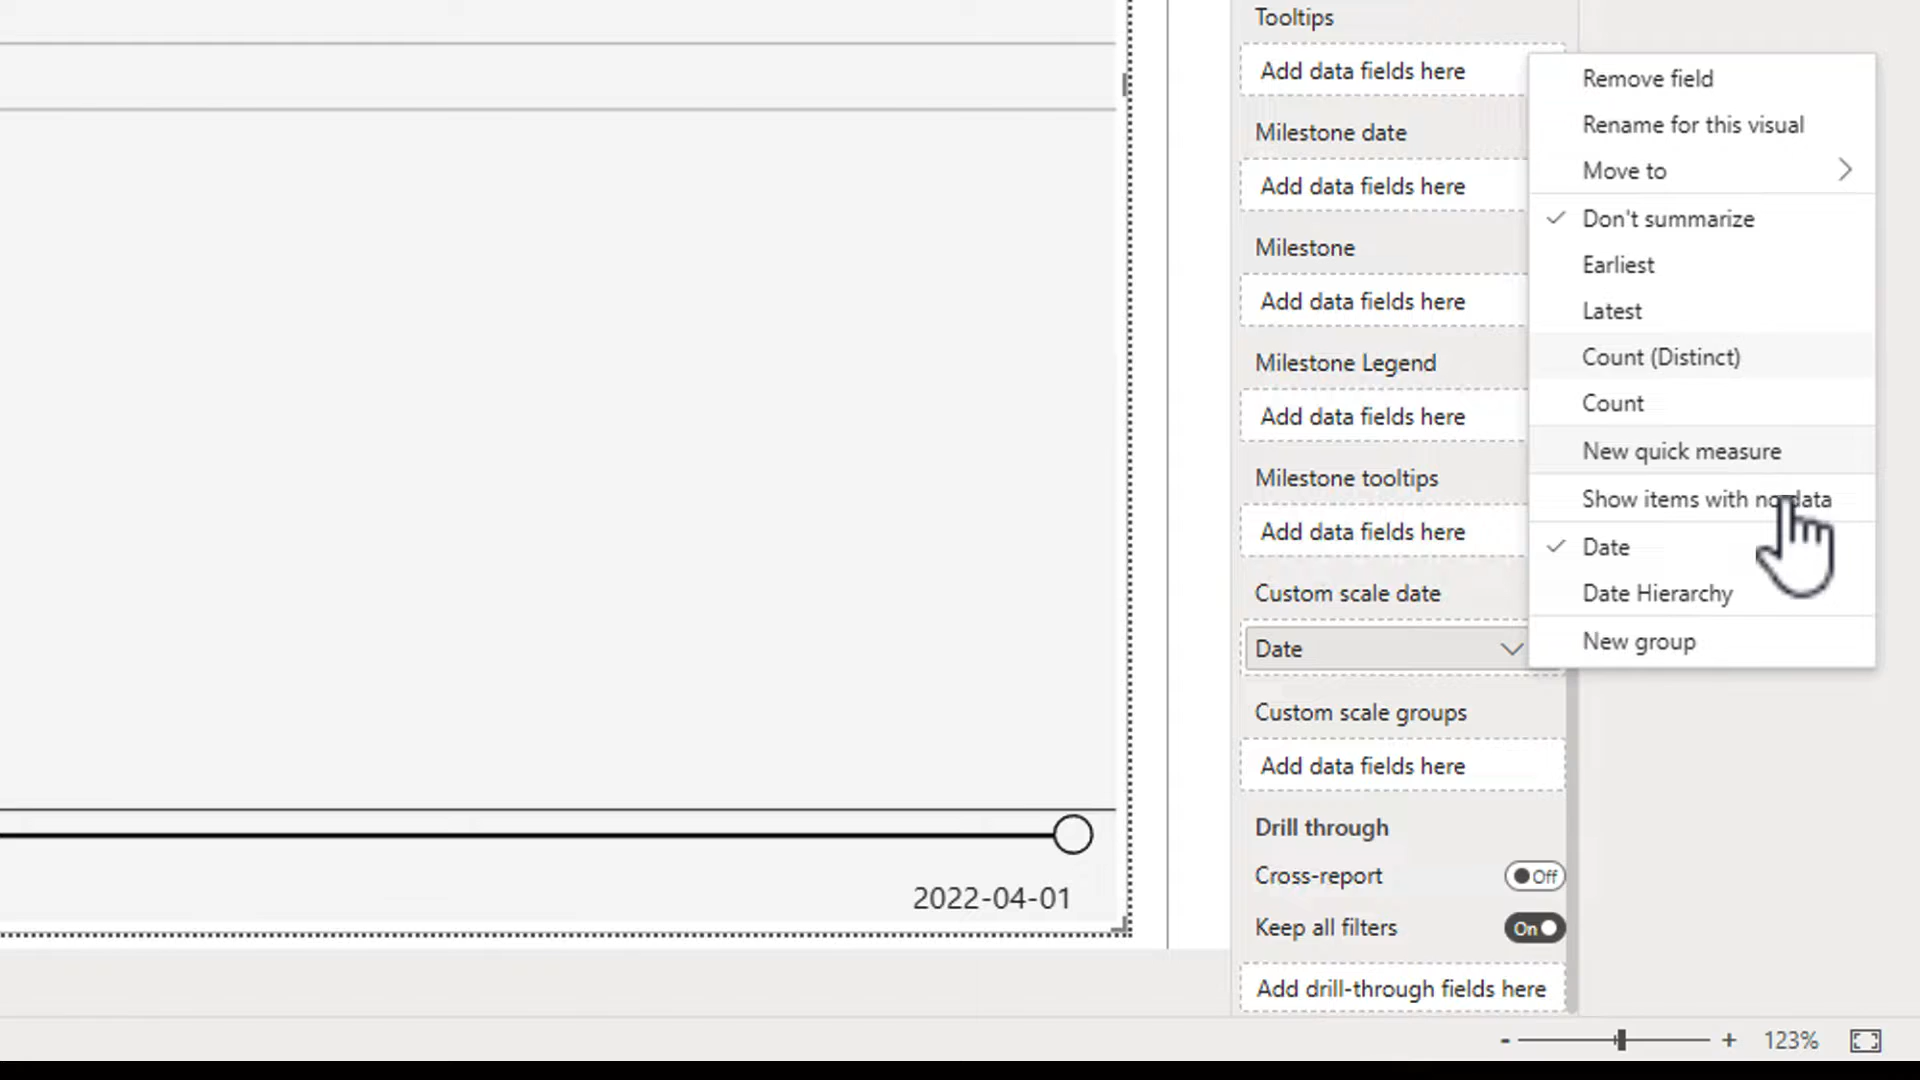 Tooltips
Add data fields here
Milestone date
Add data fields here
Milestone
Add data fields here
Milestone Legend
Add data fields here
Milestone tooltips
Add data fields here
Custom scale date
Date
Custom scale groups
Add data fields here
Drill through
Cross-report
Off
Keep all filters
On
Add drill-through fields here
Remove field
Rename for this visual
Move to
Don't summarize
Earliest
Latest
Count (Distinct)
Count
New quick measure
Show items with no data
Date
Date Hierarchy
New group
2022-04-01
- + 123%